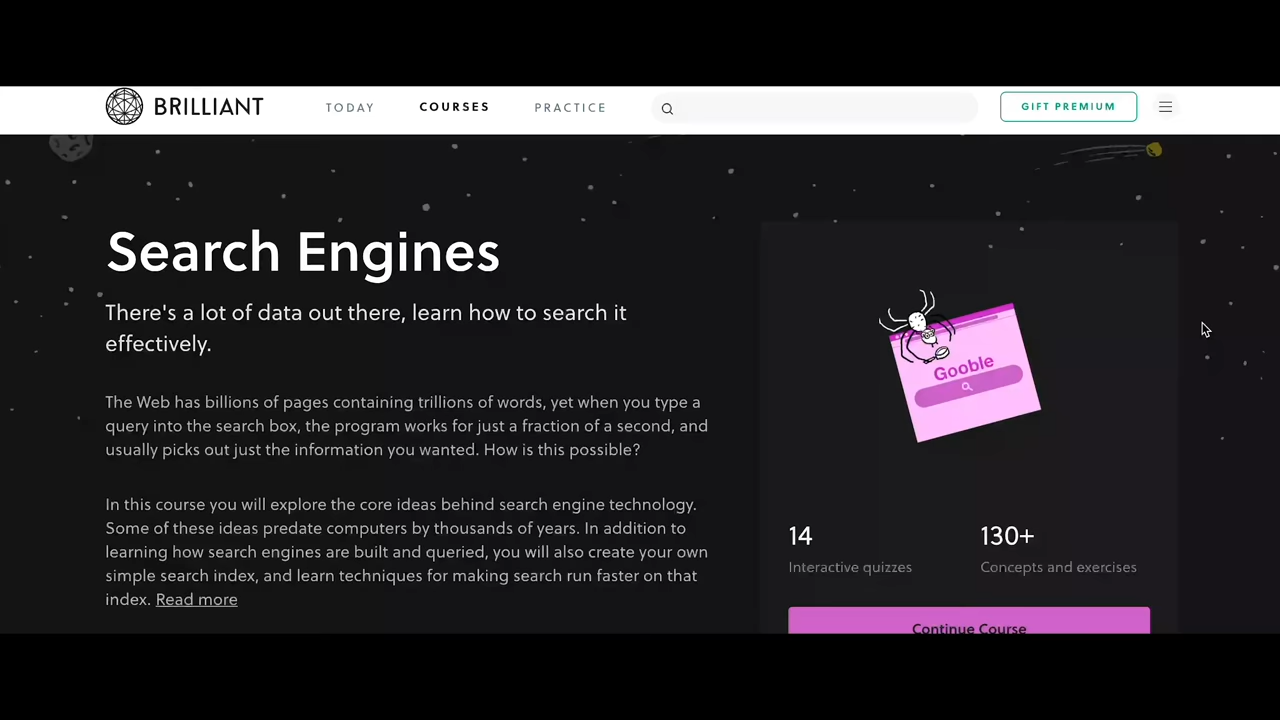 BRILLIANT
TODAY
COURSES
PRACTICE
GIFT PREMIUM
Search Engines
There's a lot of data out there, learn how to search it
effectively.
The Web has billions of pages containing trillions of words, yet when you type a
query into the search box, the program works for just a fraction of a second, and
usually picks out just the information you wanted. How is this possible?
In this course you will explore the core ideas behind search engine technology.
Some of these ideas predate computers by thousands of years. In addition to
learning how search engines are built and queried, you will also create your own
simple search index, and learn techniques for making search run faster on that
index. Read more
Gooble
14
Interactive quizzes
130+
Concepts and exercises
Continue Course